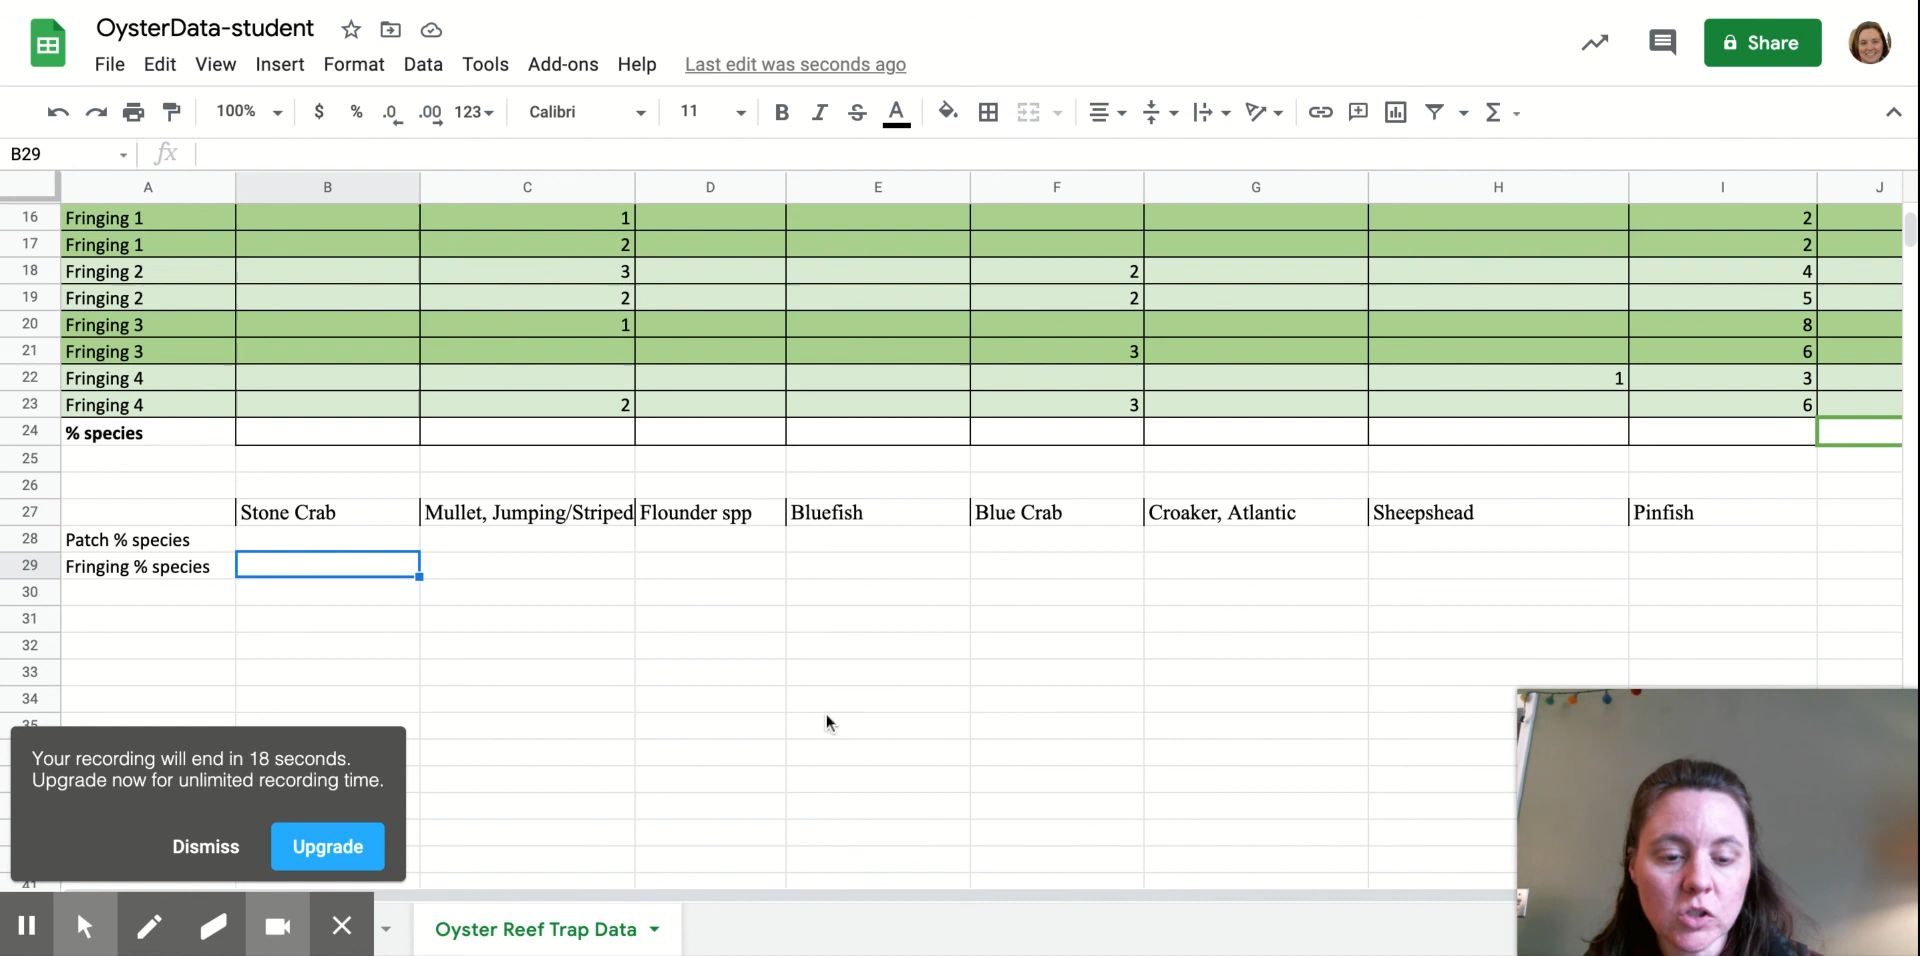 OysterData-student
File Edit View Insert Format Data Tools Add-ons Help Last edit was seconds ago
Share
100% $ % .0 .00 123 Calibri 11 B I S A Σ
B29 fx
A B C D E F G H I J
16 Fringing 1 1 2
17 Fringing 1 2 2
18 Fringing 2 3 2 4
19 Fringing 2 2 2 5
20 Fringing 3 1 8
21 Fringing 3 3 6
22 Fringing 4 1 3
23 Fringing 4 2 3 6
24 % species
25
26
27 Stone Crab Mullet, Jumping/Striped Flounder spp Bluefish Blue Crab Croaker, Atlantic Sheepshead Pinfish
28 Patch % species
29 Fringing % species
30
31
32
33
34
35
Your recording will end in 18 seconds.
Upgrade now for unlimited recording time.
Dismiss Upgrade
41
Oyster Reef Trap Data